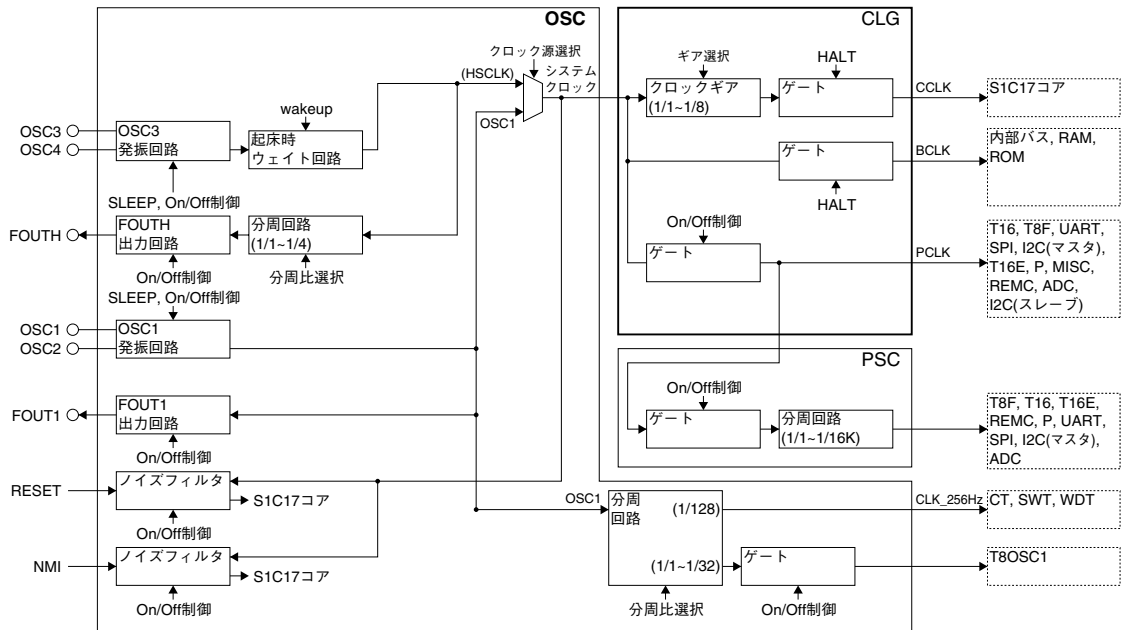 OSC
CLG
クロック源選択
(HSCLK)
システム
クロック
OSC1
ギア選択
クロックギア
(1/1~1/8)
HALT
ゲート
CCLK
S1C17コア
wakeup
OSC3
OSC4
OSC3
発振回路
起床時
ウェイト回路
SLEEP, On/Off制御
ゲート
HALT
BCLK
内部バス, RAM,
ROM
FOUTH
FOUTH
出力回路
On/Off制御
分周回路
(1/1~1/4)
分周比選択
On/Off制御
ゲート
PCLK
T16, T8F, UART,
SPI, I2C(マスタ),
T16E, P, MISC,
REMC, ADC,
I2C(スレーブ)
SLEEP, On/Off制御
OSC1
OSC2
OSC1
発振回路
PSC
On/Off制御
ゲート
分周回路
(1/1~1/16K)
T8F, T16, T16E,
REMC, P, UART,
SPI, I2C(マスタ),
ADC
FOUT1
FOUT1
出力回路
On/Off制御
RESET
ノイズフィルタ
S1C17コア
On/Off制御
NMI
ノイズフィルタ
S1C17コア
On/Off制御
OSC1
分周
回路
(1/128)
(1/1~1/32)
分周比選択
CLK_256Hz
CT, SWT, WDT
ゲート
On/Off制御
T8OSC1